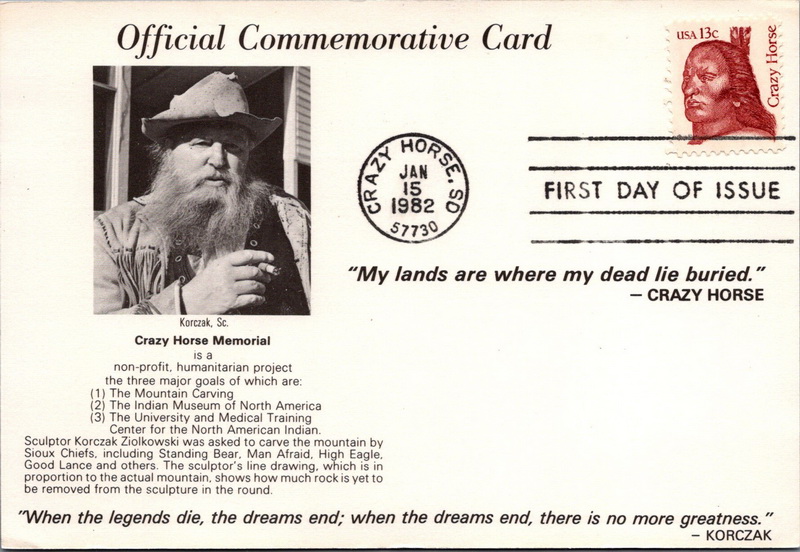 Official Commemorative Card
USA 13c
Crazy Horse
CRAZY HORSE, SD
JAN
15
1982
57730
FIRST DAY OF ISSUE
"My lands are where my dead lie buried."
— CRAZY HORSE
Korczak, Sc.
Crazy Horse Memorial
is a
non-profit, humanitarian project
the three major goals of which are:
(1) The Mountain Carving
(2) The Indian Museum of North America
(3) The University and Medical Training
Center for the North American Indian.
Sculptor Korczak Ziolkowski was asked to carve the mountain by
Sioux Chiefs, including Standing Bear, Man Afraid, High Eagle,
Good Lance and others. The sculptor's line drawing, which is in
proportion to the actual mountain, shows how much rock is yet to
be removed from the sculpture in the round.
"When the legends die, the dreams end; when the dreams end, there is no more greatness."
— KORCZAK